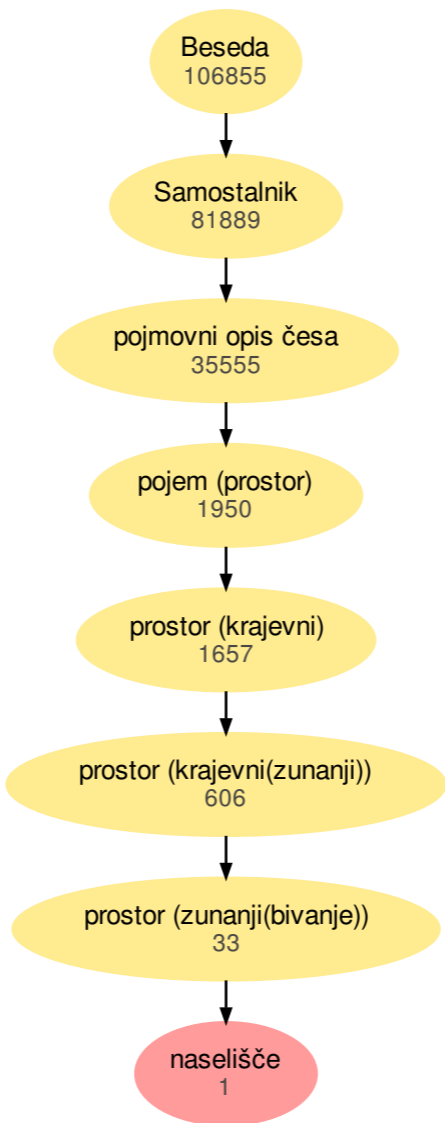 Beseda
106855
Samostalnik
81889
pojmovni opis česa
35555
pojem (prostor)
1950
prostor (krajevni)
1657
prostor (krajevni(zunanji))
606
prostor (zunanji(bivanje))
33
naselišče
1